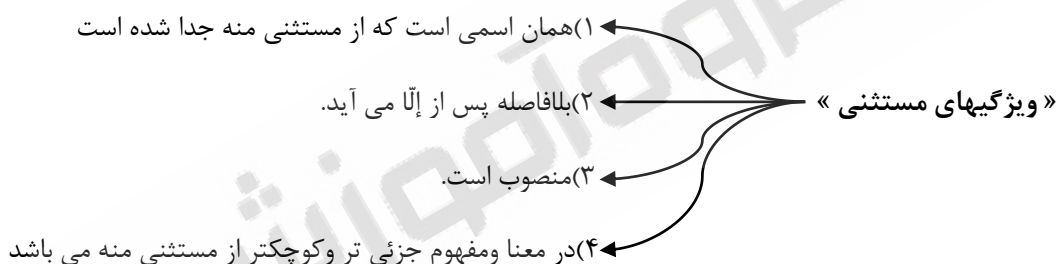 ۱)همان اسمی است که از مستثنی منه جدا شده است
« ویژگیهای مستثنی »
۲)بلافاصله پس از إلّا می آید.
۳)منصوب است.
۴)در معنا ومفهوم جزئی تر وکوچکتر از مستثنی منه می باشد